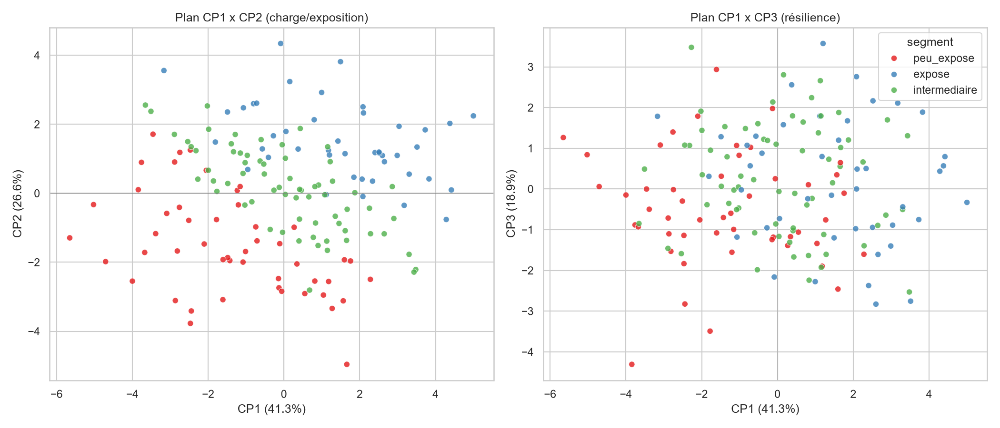 Plan CP1 x CP2 (charge/exposition)
CP2 (26.6%)
4
2
0
−2
−4
−6
−4
−2
0
2
4
CP1 (41.3%)
Plan CP1 x CP3 (résilience)
segment
peu_expose
expose
intermediaire
CP3 (18.9%)
3
2
1
0
−1
−2
−3
−4
−6
−4
−2
0
2
4
CP1 (41.3%)